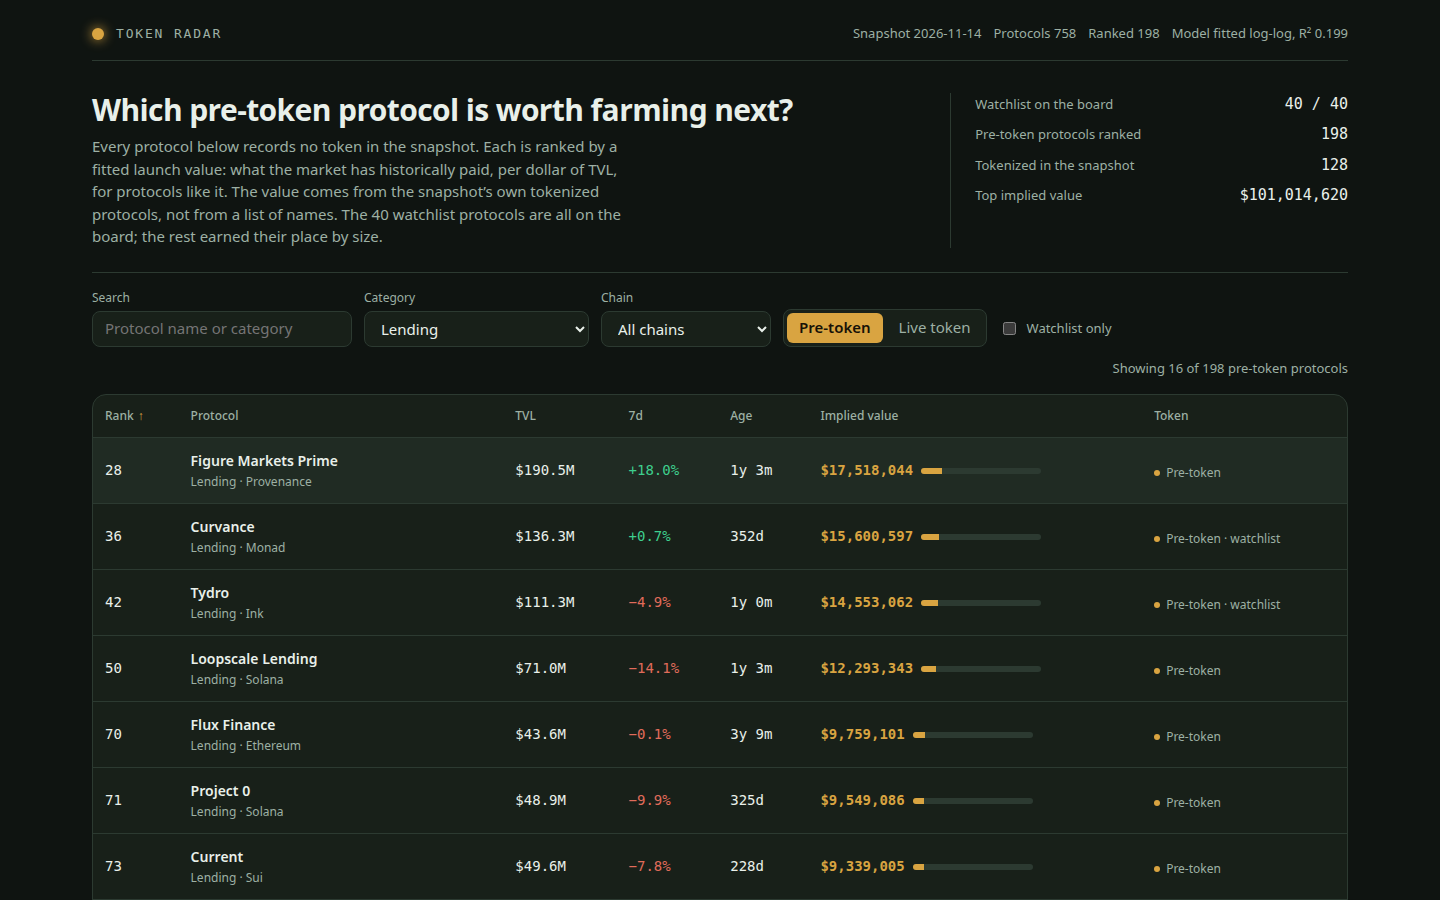 TOKEN RADAR
Snapshot 2026-11-14 Protocols 758 Ranked 198 Model fitted log-log, R² 0.199
Which pre-token protocol is worth farming next?
Every protocol below records no token in the snapshot. Each is ranked by a
fitted launch value: what the market has historically paid, per dollar of TVL,
for protocols like it. The value comes from the snapshot’s own tokenized
protocols, not from a list of names. The 40 watchlist protocols are all on the
board; the rest earned their place by size.
Watchlist on the board 40 / 40
Pre-token protocols ranked 198
Tokenized in the snapshot 128
Top implied value $101,014,620
Search Category Chain
Protocol name or category Lending All chains Pre-token Live token Watchlist only
Showing 16 of 198 pre-token protocols
Rank ↑ Protocol TVL 7d Age Implied value Token
28 Figure Markets Prime $190.5M +18.0% 1y 3m $17,518,044 Pre-token
Lending · Provenance
36 Curvance $136.3M +0.7% 352d $15,600,597 Pre-token · watchlist
Lending · Monad
42 Tydro $111.3M −4.9% 1y 0m $14,553,062 Pre-token · watchlist
Lending · Ink
50 Loopscale Lending $71.0M −14.1% 1y 3m $12,293,343 Pre-token
Lending · Solana
70 Flux Finance $43.6M −0.1% 3y 9m $9,759,101 Pre-token
Lending · Ethereum
71 Project 0 $48.9M −9.9% 325d $9,549,086 Pre-token
Lending · Solana
73 Current $49.6M −7.8% 228d $9,339,005 Pre-token
Lending · Sui